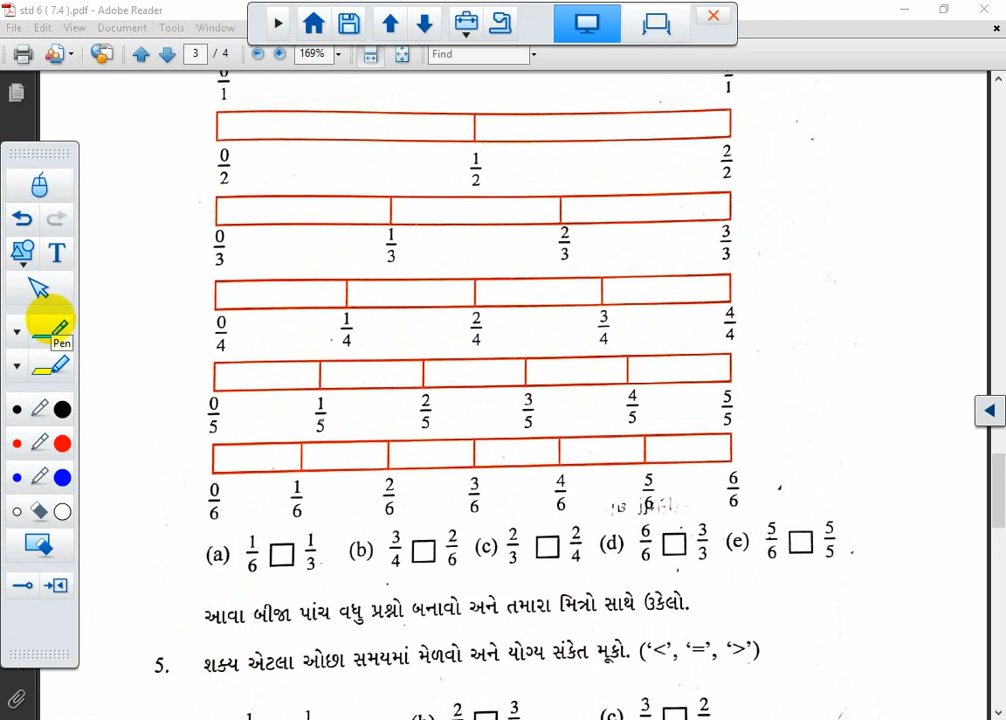 std 6 ( 7.4 ).pdf - Adobe Reader
File Edit View Document Tools Window
3 / 4 169% Find
0/1 1
0/2 1/2 2/2
0/3 1/3 2/3 3/3
0/4 1/4 2/4 3/4 4/4
Pen
0/5 1/5 2/5 3/5 4/5 5/5
0/6 1/6 2/6 3/6 4/6 5/6 6/6
(a) 1/6 □ 1/3 (b) 3/4 □ 2/6 (c) 2/3 □ 2/4 (d) 6/6 □ 3/3 (e) 5/6 □ 5/5
આવા બીજા પાંચ વધુ પ્રશ્નો બનાવો અને તમારા મિત્રો સાથે ઉકેલો.
5. શક્ય એટલા ઓછા સમયમાં મેળવો અને યોગ્ય સંકેત મૂકો. (‘<’, ‘=’, ‘>’)